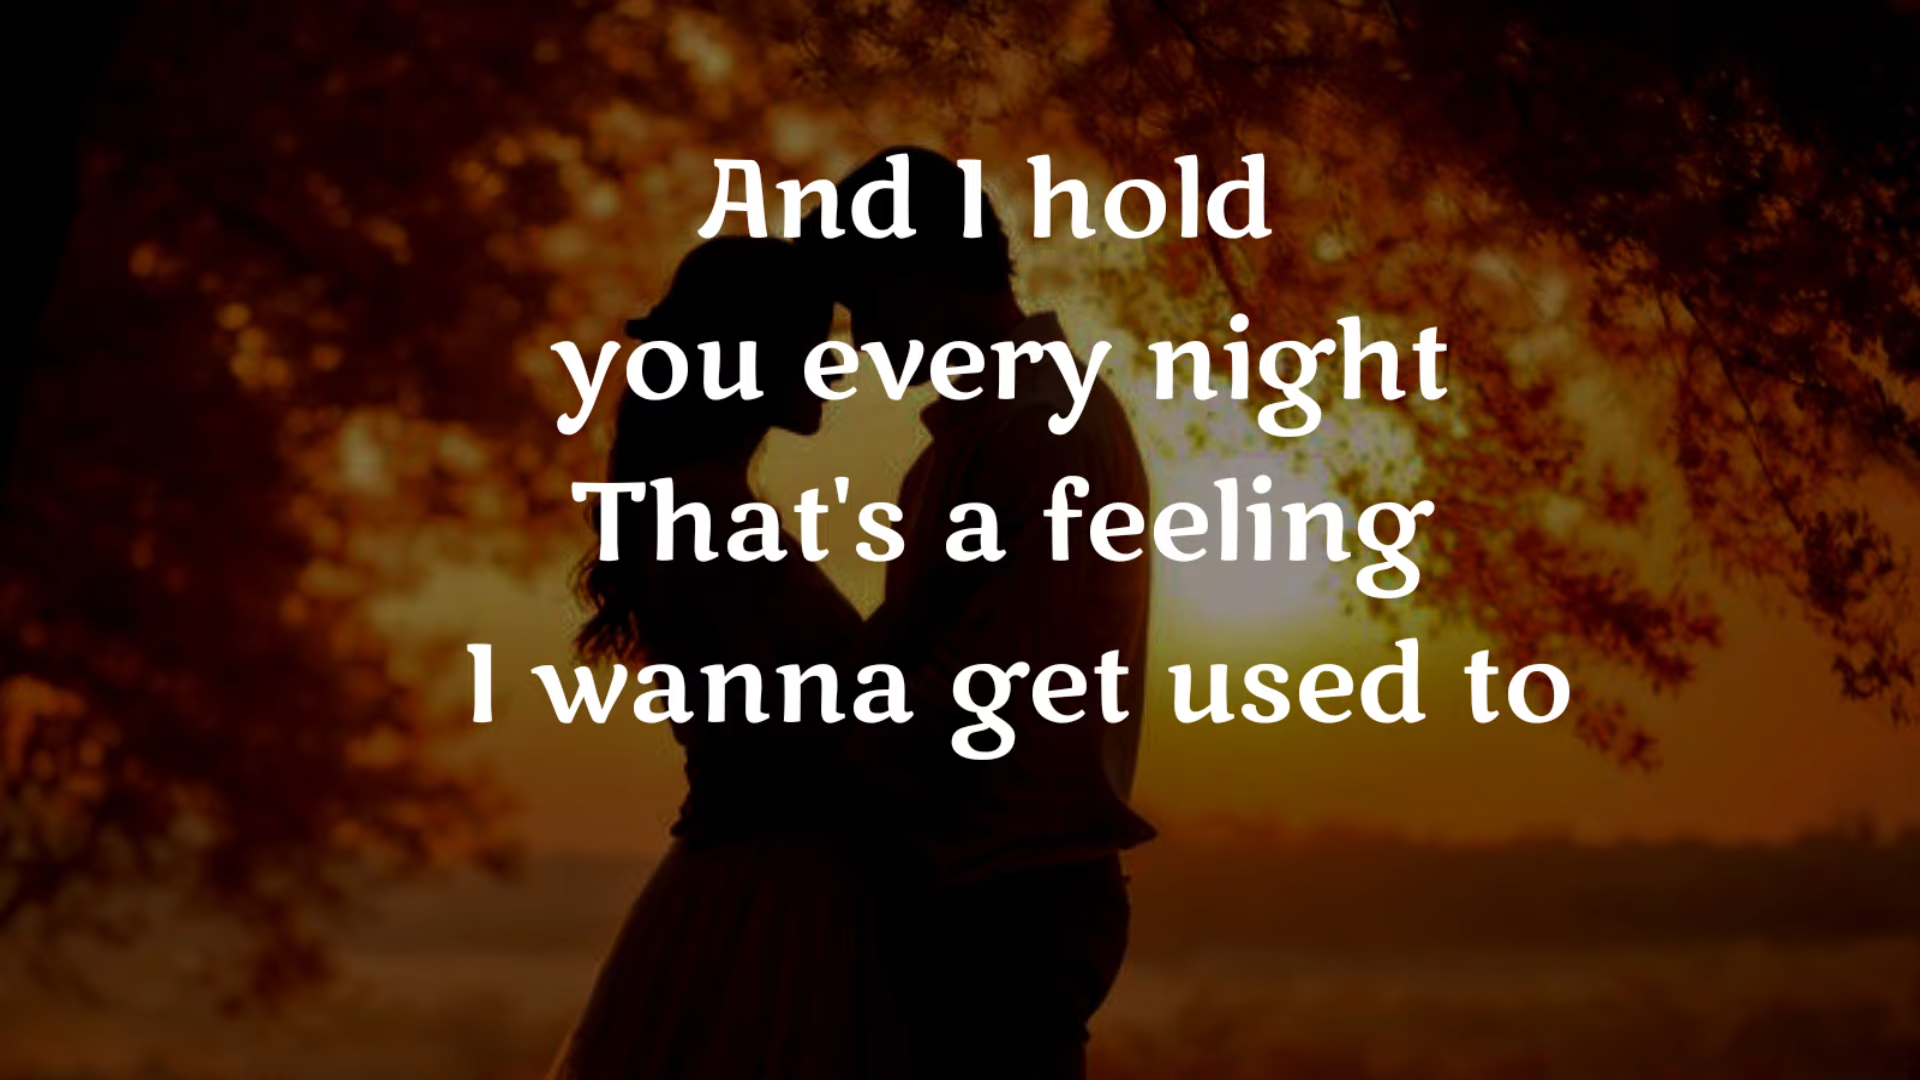 And I hold
you every night
That's a feeling
I wanna get used to